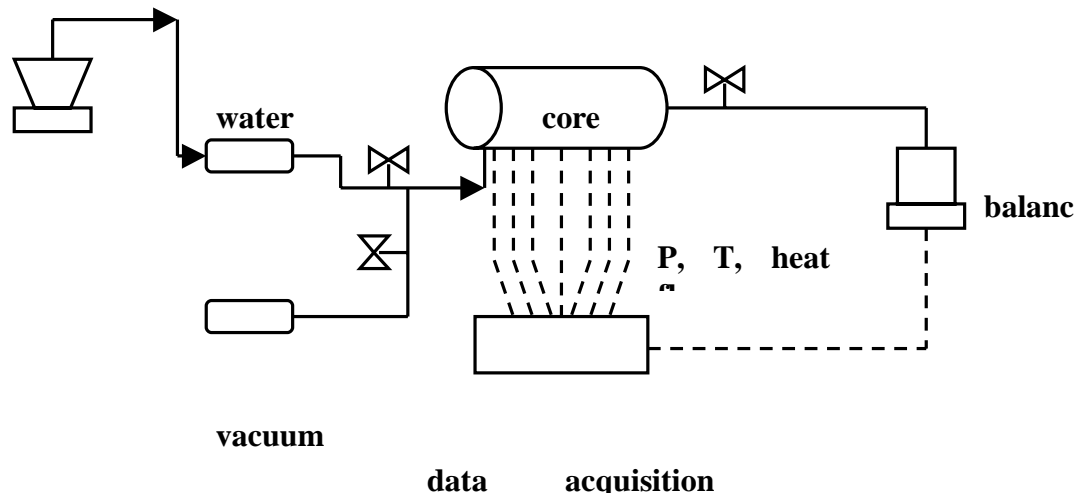 water
core
balanc
P, T, heat
vacuum
data acquisition